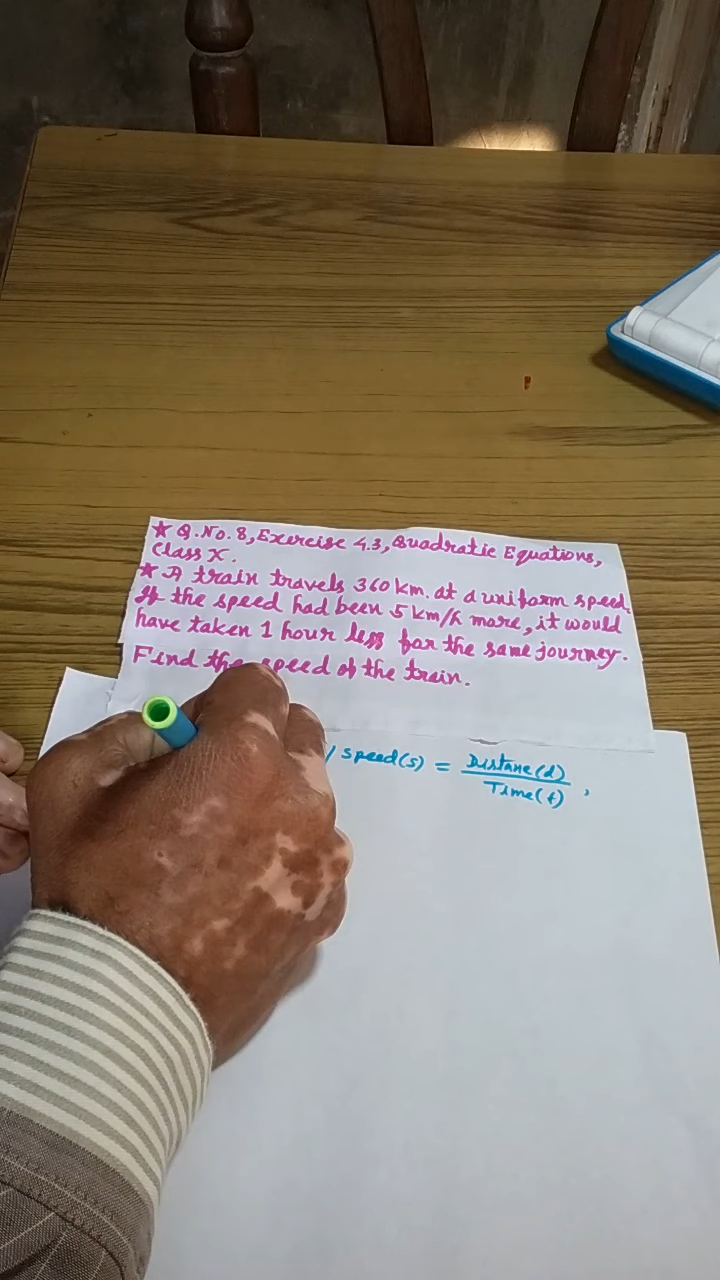 ★ Q.No. 8, Exercise 4.3, Quadratic Equations,
Class X.
★ A train travels 360 km. at a uniform speed.
If the speed had been 5 km/h more, it would
have taken 1 hour less for the same journey.
Find the speed of the train.
/ speed(s) = Distane(d) / Time(t) ,